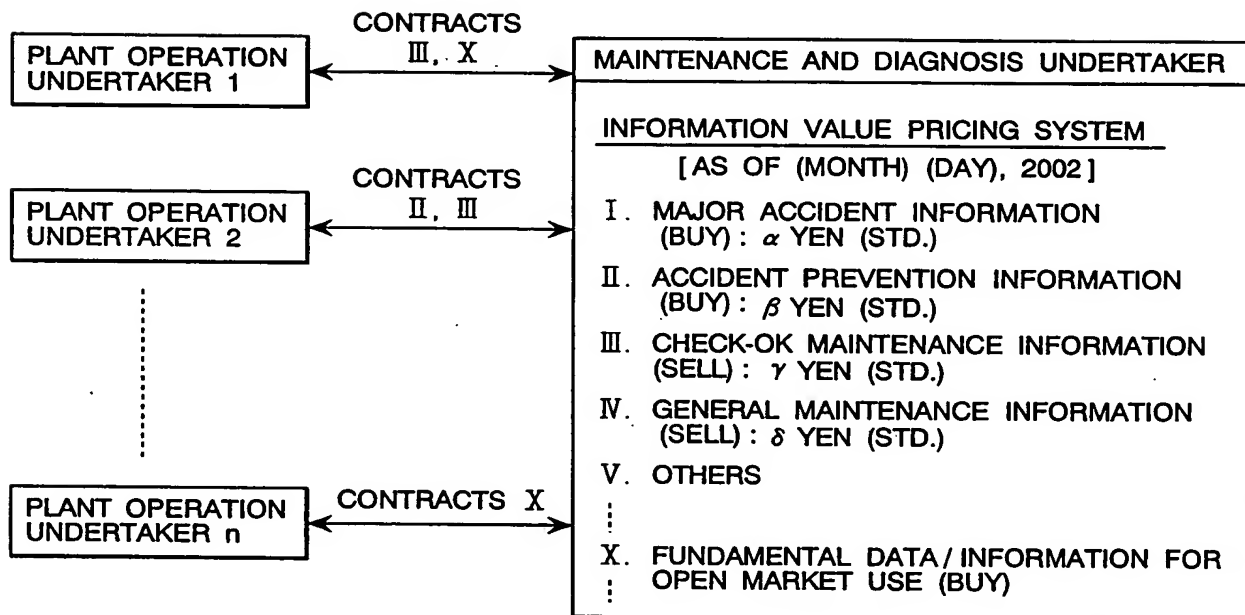 CONTRACTS
III, X
PLANT OPERATION
UNDERTAKER 1
CONTRACTS
II, III
PLANT OPERATION
UNDERTAKER 2
CONTRACTS X
PLANT OPERATION
UNDERTAKER n
MAINTENANCE AND DIAGNOSIS UNDERTAKER
INFORMATION VALUE PRICING SYSTEM
[AS OF (MONTH) (DAY), 2002]
I. MAJOR ACCIDENT INFORMATION
(BUY) : α YEN (STD.)
II. ACCIDENT PREVENTION INFORMATION
(BUY) : β YEN (STD.)
III. CHECK-OK MAINTENANCE INFORMATION
(SELL) : γ YEN (STD.)
IV. GENERAL MAINTENANCE INFORMATION
(SELL) : δ YEN (STD.)
V. OTHERS
X. FUNDAMENTAL DATA/INFORMATION FOR
OPEN MARKET USE (BUY)